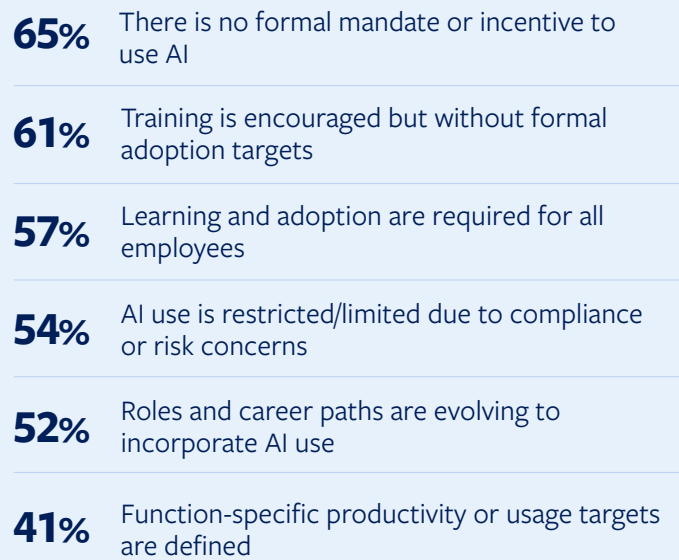 65% There is no formal mandate or incentive to
use AI
61% Training is encouraged but without formal
adoption targets
57% Learning and adoption are required for all
employees
54% AI use is restricted/limited due to compliance
or risk concerns
52% Roles and career paths are evolving to
incorporate AI use
41% Function-specific productivity or usage targets
are defined